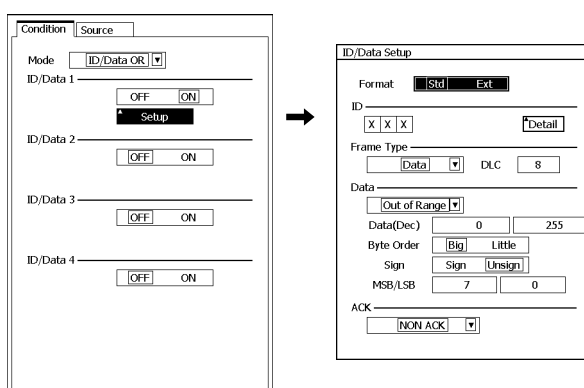 Condition Source
Mode ID/Data OR
ID/Data 1
OFF ON
Setup
ID/Data 2
OFF ON
ID/Data 3
OFF ON
ID/Data 4
OFF ON
ID/Data Setup
Format Std Ext
ID
X X X Detail
Frame Type
Data DLC 8
Data
Out of Range
Data(Dec) 0 255
Byte Order Big Little
Sign Sign Unsign
MSB/LSB 7 0
ACK
NON ACK